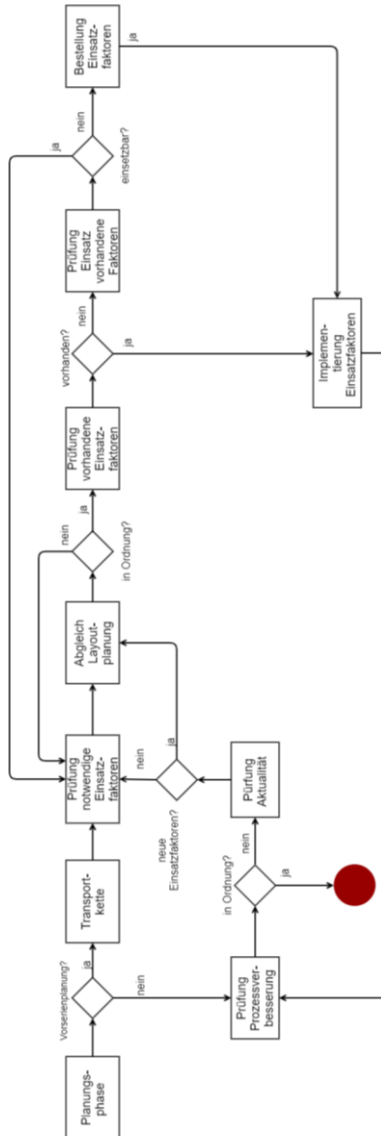 Planungs-
phase
Vorserienplanung?
ja
nein
Transport-
kette
Prüfung
notwendige
Einsatz-
faktoren
Abgleich
Layout-
planung
in Ordnung?
nein
ja
Prüfung
vorhandene
Einsatz-
faktoren
vorhanden?
nein
ja
Prüfung
Einsatz
vorhandene
Faktoren
einsetzbar?
ja
nein
Bestellung
Einsatz-
faktoren
ja
neue
Einsatzfaktoren?
nein
ja
Prüfung
Prozessver-
besserung
in Ordnung?
nein
ja
Pürfung
Aktualität
Implemen-
tierung
Einsatzfaktoren